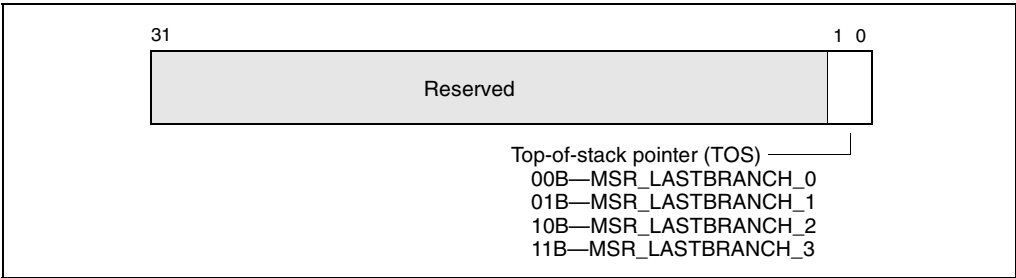 31 1 0
Reserved
Top-of-stack pointer (TOS)
00B—MSR_LASTBRANCH_0
01B—MSR_LASTBRANCH_1
10B—MSR_LASTBRANCH_2
11B—MSR_LASTBRANCH_3